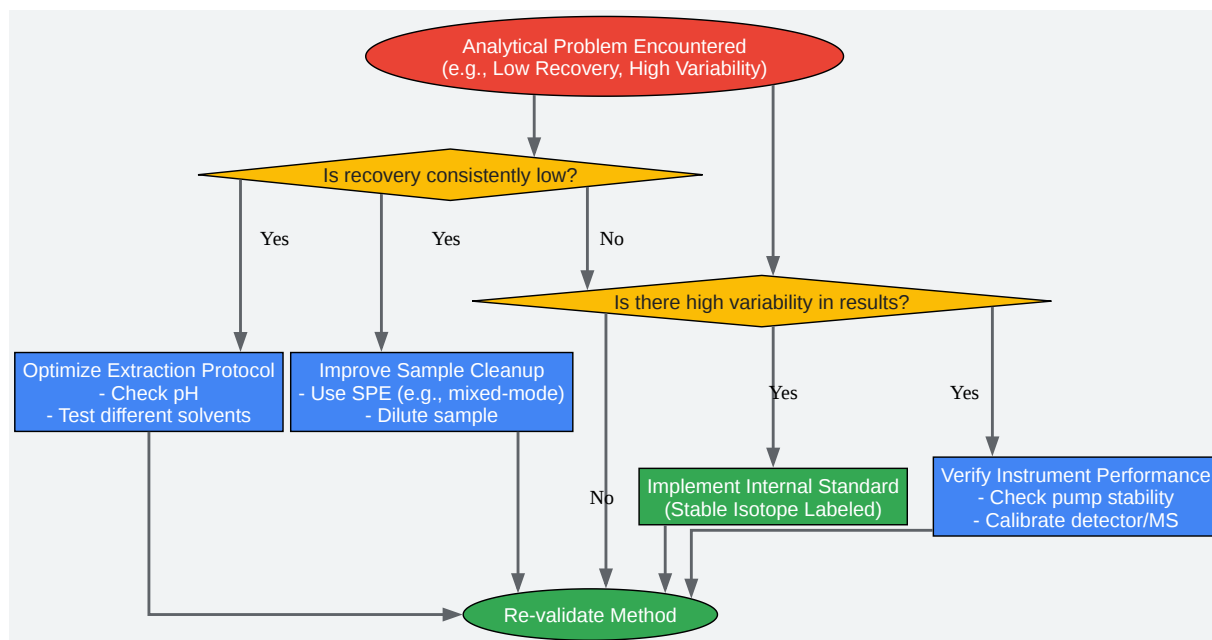 Analytical Problem Encountered
(e.g., Low Recovery, High Variability)
Is recovery consistently low?
Yes
Yes
No
Is there high variability in results?
Optimize Extraction Protocol
- Check pH
- Test different solvents
Improve Sample Cleanup
- Use SPE (e.g., mixed-mode)
- Dilute sample
Yes
Yes
No
Implement Internal Standard
(Stable Isotope Labeled)
Verify Instrument Performance
- Check pump stability
- Calibrate detector/MS
Re-validate Method